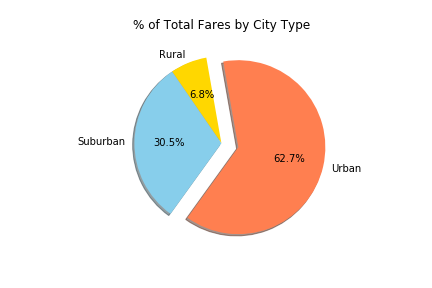 % of Total Fares by City Type
Rural
6.8%
Suburban
30.5%
62.7%
Urban